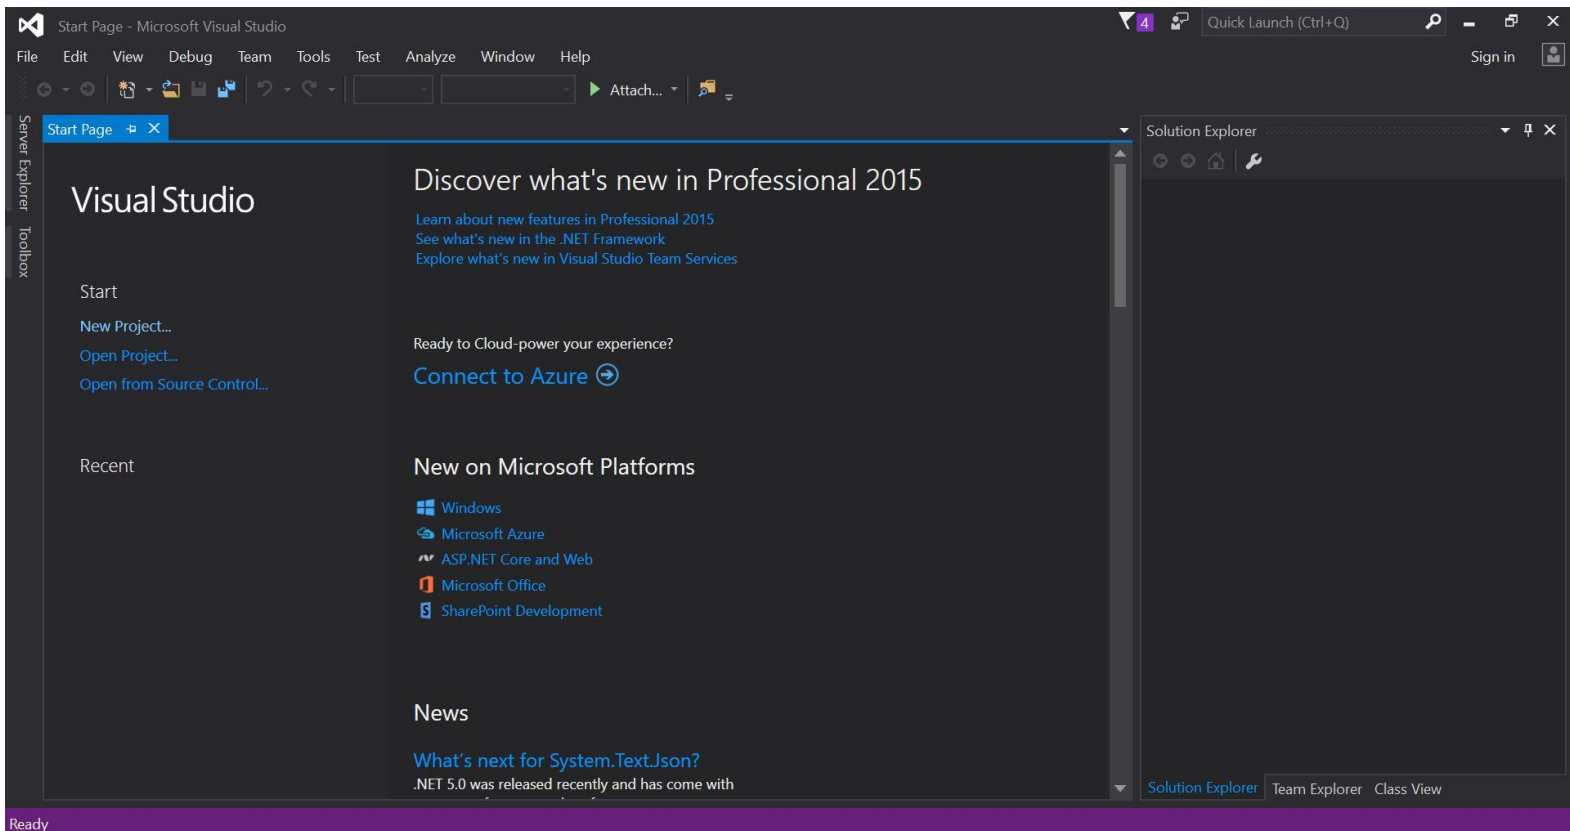 Start Page - Microsoft Visual Studio
4
Quick Launch (Ctrl+Q)
File Edit View Debug Team Tools Test Analyze Window Help
Sign in
Attach...
Server Explorer
Toolbox
Start Page
Visual Studio
Start
New Project...
Open Project...
Open from Source Control...
Recent
Discover what's new in Professional 2015
Learn about new features in Professional 2015
See what's new in the .NET Framework
Explore what's new in Visual Studio Team Services
Ready to Cloud-power your experience?
Connect to Azure
New on Microsoft Platforms
Windows
Microsoft Azure
ASP.NET Core and Web
Microsoft Office
SharePoint Development
News
What's next for System.Text.Json?
.NET 5.0 was released recently and has come with
Solution Explorer
Solution Explorer Team Explorer Class View
Ready